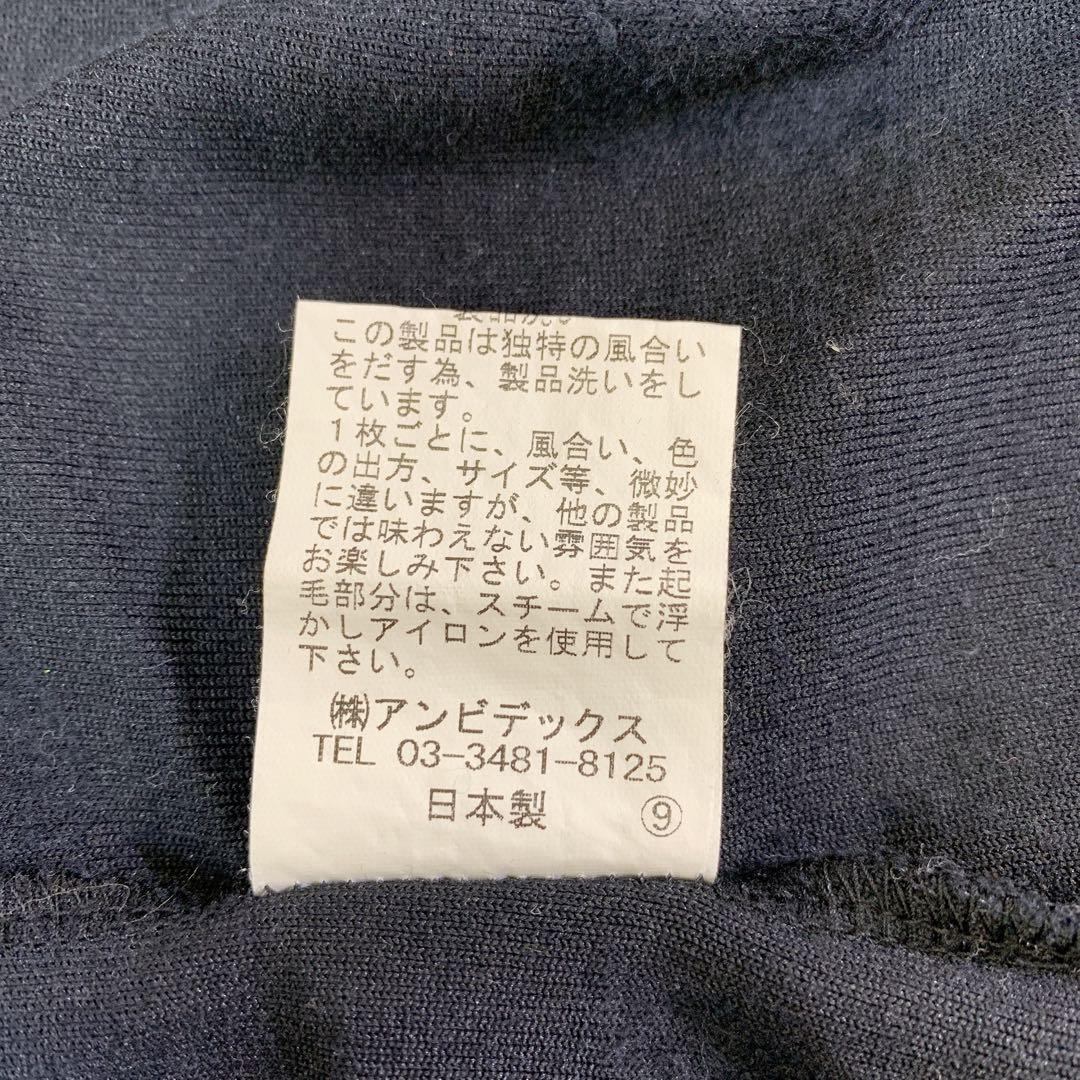 製品洗い
この製品は独特の風合い
をだす為、製品洗いをし
ています。
1枚ごとに、風合い、色
の出方、サイズ等、微妙
に違いますが、他の製品
では味わえない雰囲気を
お楽しみ下さい。また起
毛部分は、スチームで浮
かしアイロンを使用して
下さい。
㈱アンビデックス
TEL 03-3481-8125
日本製 ⑨